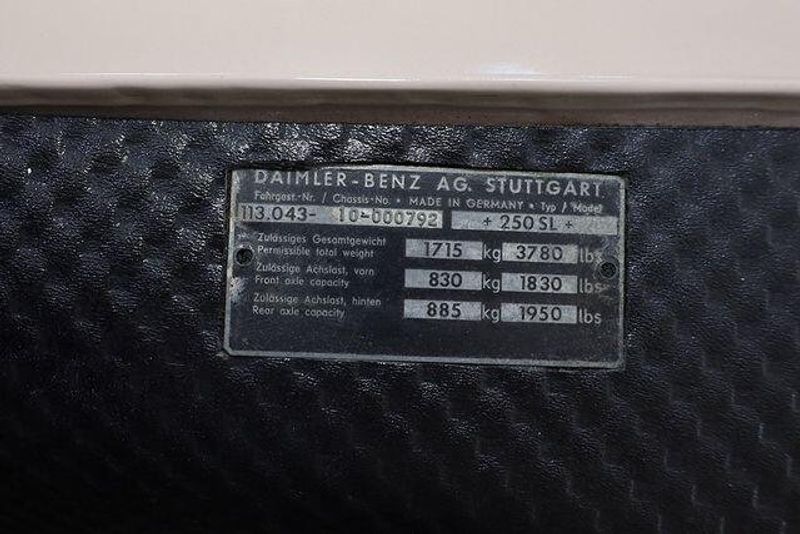 DAIMLER-BENZ AG. STUTTGART
Fahrgest.-Nr. / Chassis-No. • MADE IN GERMANY • Typ / Model
113.043- 10-000792 + 250 SL +
Zulässiges Gesamtgewicht
Permissible total weight 1715 kg 3780 lbs
Zulässige Achslast, vorn
Front axle capacity 830 kg 1830 lbs
Zulässige Achslast, hinten
Rear axle capacity 885 kg 1950 lbs